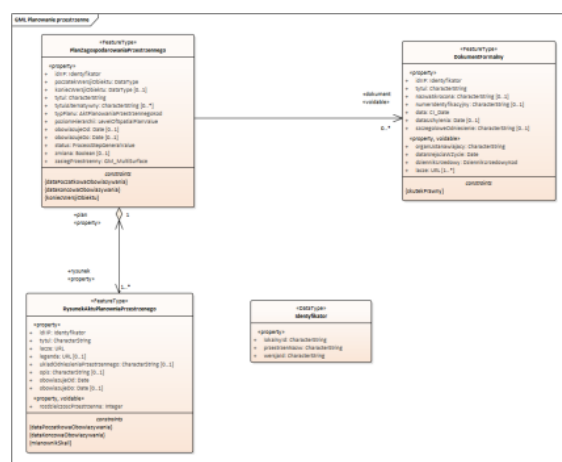 GML Planowanie przestrzenne
«FeatureType»
PlanZagospodarowaniaPrzestrzennego
«property»
+ idIIP: Identyfikator
+ poczatekWersjiObiektu: DateType
+ koniecWersjiObiektu: DateType [0..1]
+ tytul: CharacterString
+ tytulAlternatywny: CharacterString [0..*]
+ typPlanu: AktPlanowaniaPrzestrzennegoKod
+ poziomHierarchii: LevelOfSpatialPlanValue
+ obowiazujeOd: Date [0..1]
+ obowiazujeDo: Date [0..1]
+ status: ProcessStepGeneralValue
+ zmiana: Boolean [0..1]
+ zasiegPrzestrzenny: GM_MultiSurface
constraints
{dataPoczatkowaObowiazywania}
{dataKoncowaObowiazywania}
{koniecWersjiObiektu}
+dokument
«voidable»
0..*
«FeatureType»
DokumentFormalny
«property»
+ idIIP: Identyfikator
+ tytul: CharacterString
+ nazwaSkrocona: CharacterString [0..1]
+ numerIdentyfikacyjny: CharacterString [0..1]
+ data: CI_Date
+ dataUchylenia: Date [0..1]
+ szczegoloweOdniesienie: CharacterString [0..1]
«property, voidable»
+ organUstanawiajacy: CharacterString
+ dataWejsciaWZycie: Date
+ dziennikUrzedowy: DziennikUrzedowyKod
+ lacze: URL [1..*]
constraints
{skutekPrawny}
+plan
«property»
1
+rysunek
«property»
1..*
«FeatureType»
RysunekAktuPlanowaniaPrzestrzennego
«property»
+ idIIP: Identyfikator
+ tytul: CharacterString
+ lacze: URL
+ legenda: URL [0..1]
+ ukladOdniesieniaPrzestrzennego: CharacterString [0..1]
+ opis: CharacterString [0..1]
+ obowiazujeOd: Date
+ obowiazujeDo: Date [0..1]
«property, voidable»
+ rozdzielczoscPrzestrzenna: Integer
constraints
{dataPoczatkowaObowiazywania}
{dataKoncowaObowiazywania}
{mianownikSkali}
«DataType»
Identyfikator
«property»
+ lokalnyId: CharacterString
+ przestrzenNazw: CharacterString
+ wersjaId: CharacterString